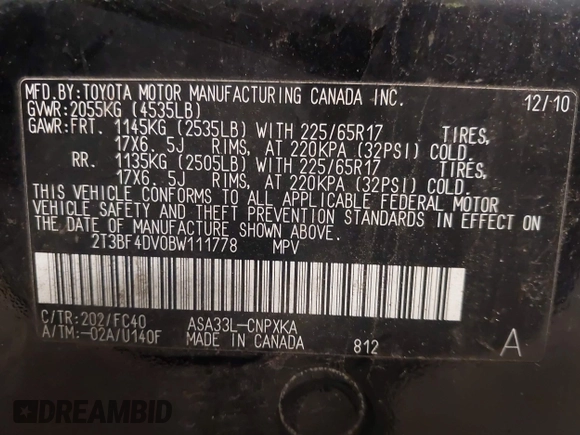 MFD.BY:TOYOTA MOTOR MANUFACTURING CANADA INC. 12/10
GVWR:2055KG (4535LB)
GAWR:FRT. 1145KG (2535LB) WITH 225/65R17 TIRES,
17X6. 5J RIMS, AT 220KPA (32PSI) COLD.
RR. 1135KG (2505LB) WITH 225/65R17 TIRES,
17X6. 5J RIMS, AT 220KPA (32PSI) COLD.
THIS VEHICLE CONFORMS TO ALL APPLICABLE FEDERAL MOTOR
VEHICLE SAFETY AND THEFT PREVENTION STANDARDS IN EFFECT ON
THE DATE OF MANUFACTURE SHOWN ABOVE.
2T3BF4DV0BW111778 MPV
C/TR:202/FC40 ASA33L-CNPXKA
A/TM:-02A/U140F MADE IN CANADA 812 A
DREAMBID